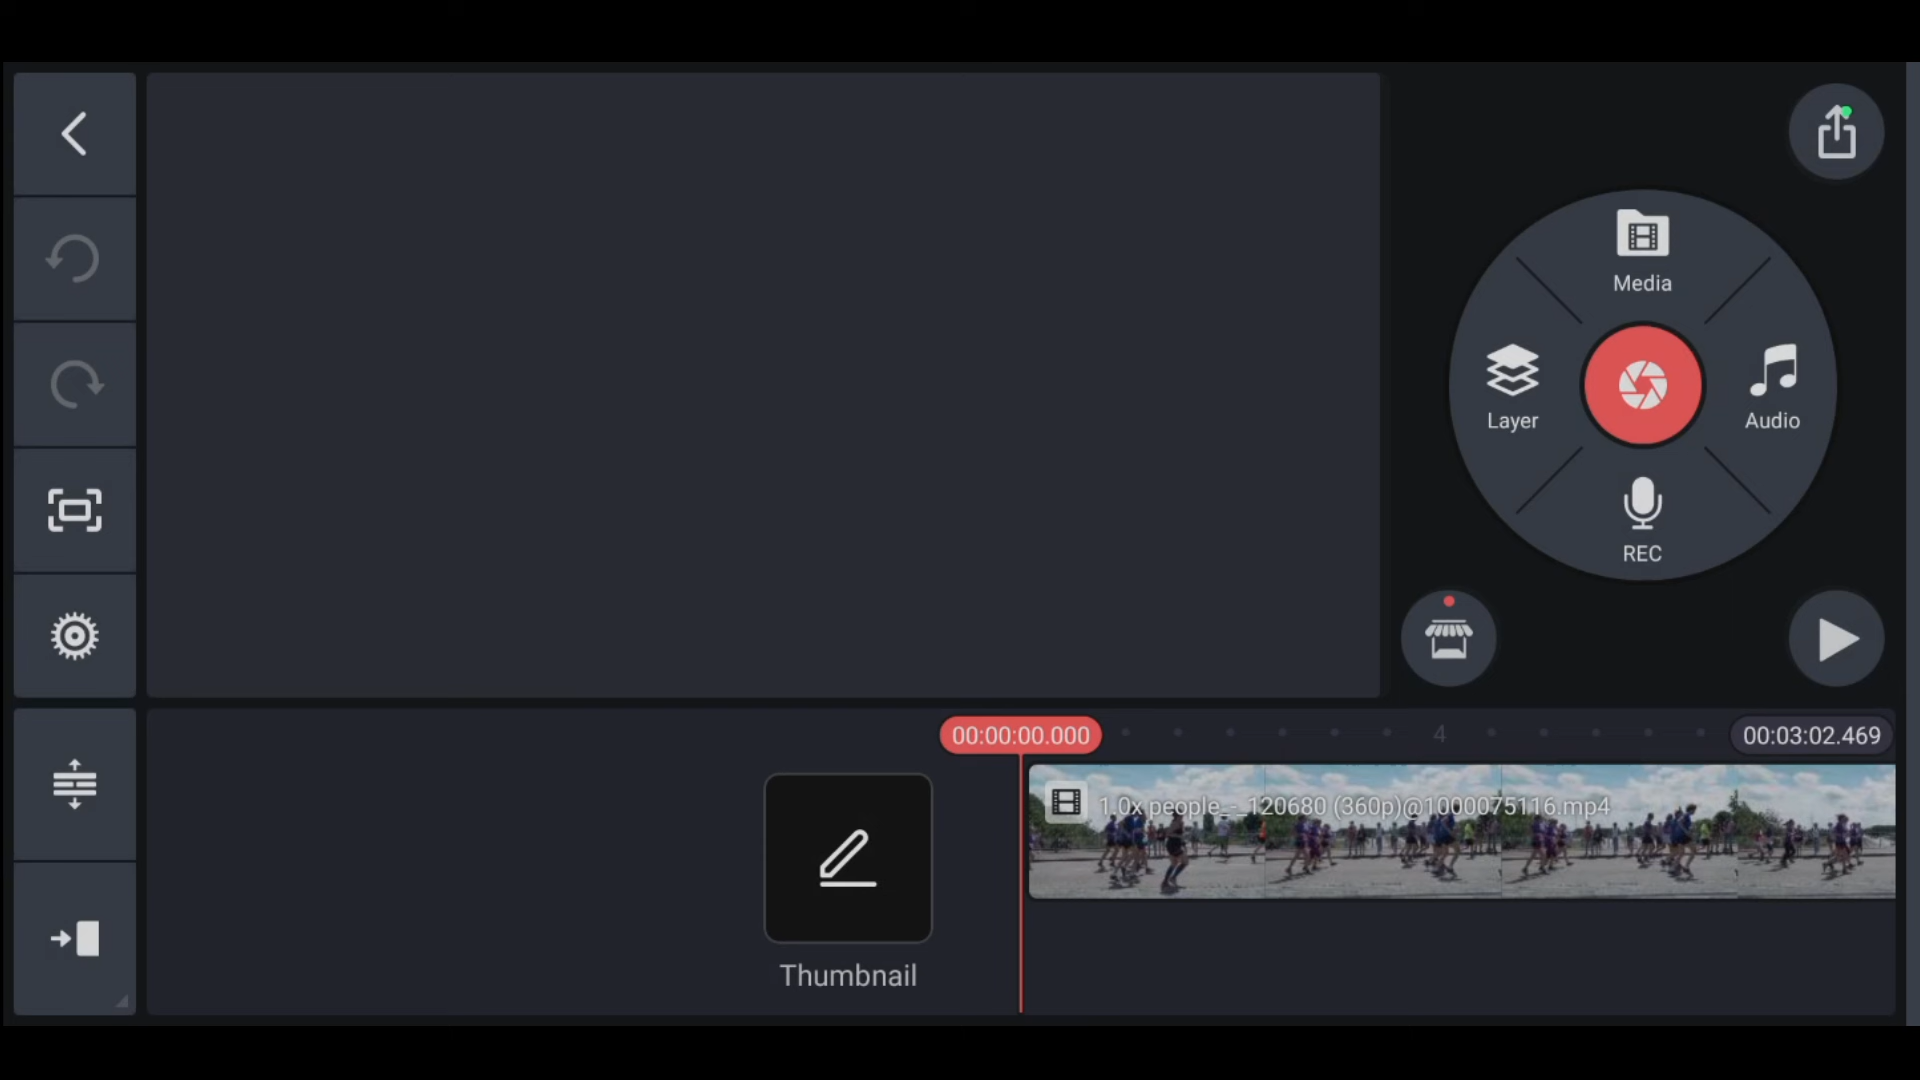 Media
Layer
Audio
REC
00:00:00.000
4
00:03:02.469
1.0x people_-_120680 (360p)@1000075116.mp4
Thumbnail